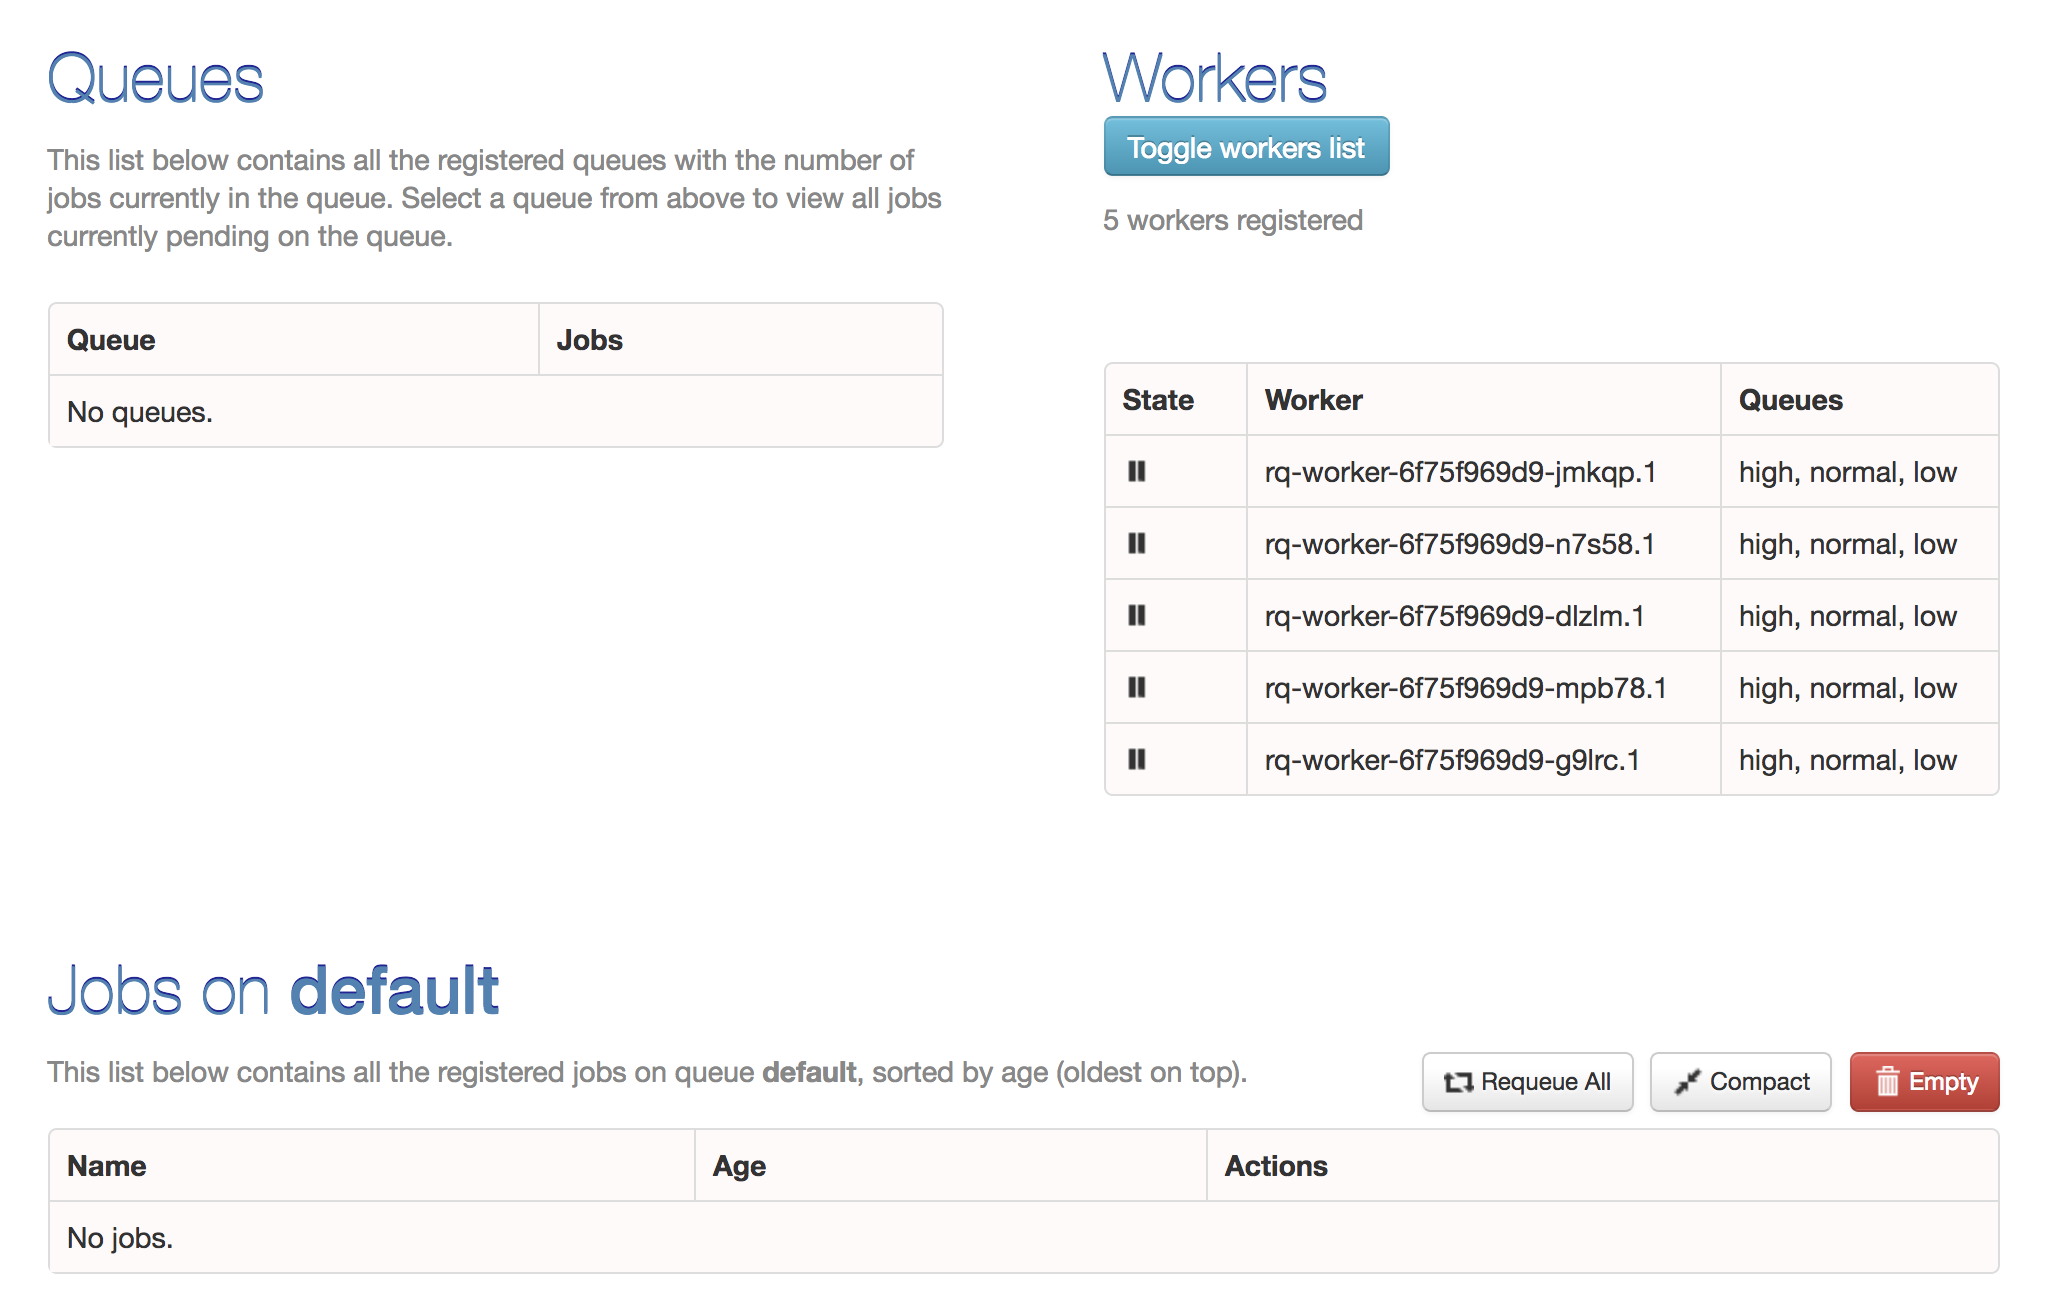 Queues
This list below contains all the registered queues with the number of
jobs currently in the queue. Select a queue from above to view all jobs
currently pending on the queue.
Queue Jobs
No queues.
Workers
Toggle workers list
5 workers registered
State Worker Queues
rq-worker-6f75f969d9-jmkqp.1 high, normal, low
rq-worker-6f75f969d9-n7s58.1 high, normal, low
rq-worker-6f75f969d9-dlzlm.1 high, normal, low
rq-worker-6f75f969d9-mpb78.1 high, normal, low
rq-worker-6f75f969d9-g9lrc.1 high, normal, low
Jobs on default
This list below contains all the registered jobs on queue default, sorted by age (oldest on top).
Requeue All Compact Empty
Name Age Actions
No jobs.